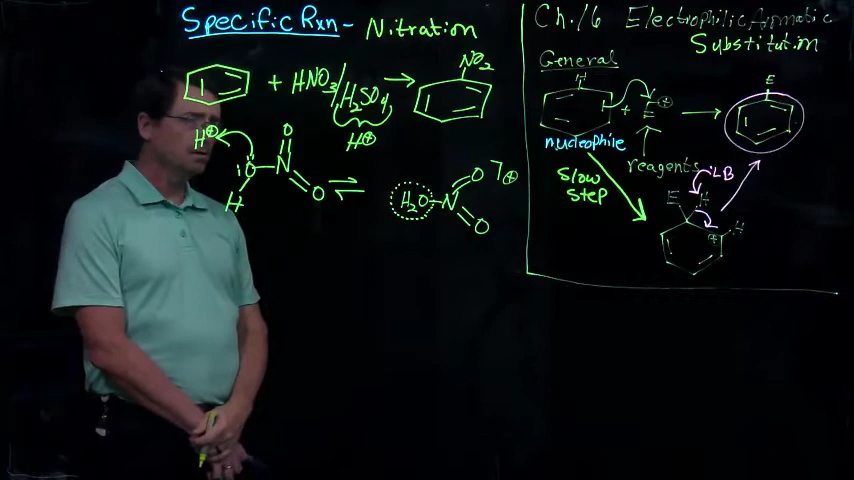 Specific Rxn - Nitration
+ HNO3/H2SO4 →
NO2
H⊕
H⊕
:Ö-N
O
O
H
⇌
H2O-N
O
O
⊕
Ch. 16 Electrophilic Aromatic
Substitution
General
H
+ E⊕ →
E
nucleophile
reagents
slow
step
:LB
E
H
⊕
H